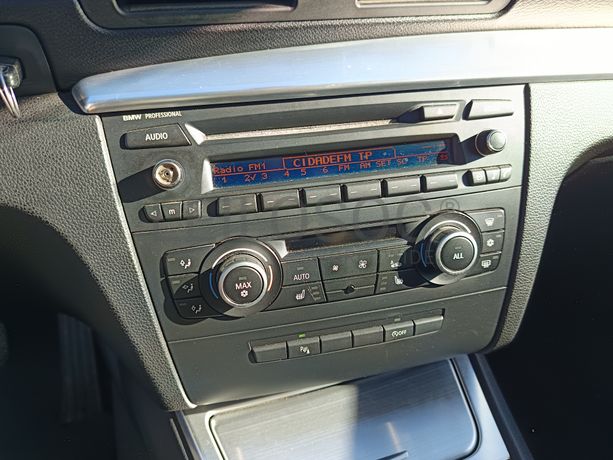 BMW PROFESSIONAL
AUDIO
Radio FM1 CIDADEFM TP
1 2√ 3 4 5 6 FM AM SET SC TP
m
MAX
AUTO
ALL
OFF